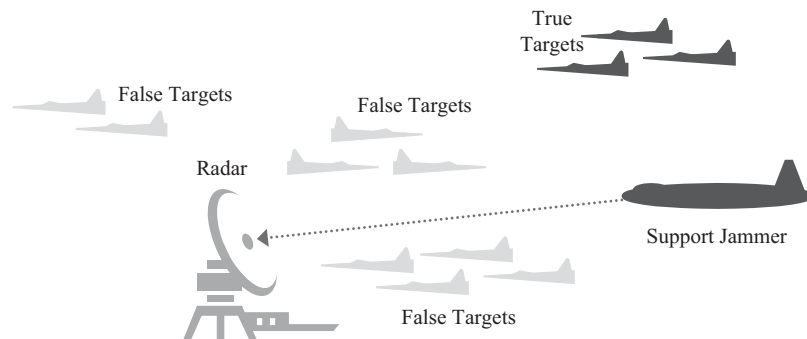 True
Targets
False Targets
False Targets
Radar
Support Jammer
False Targets